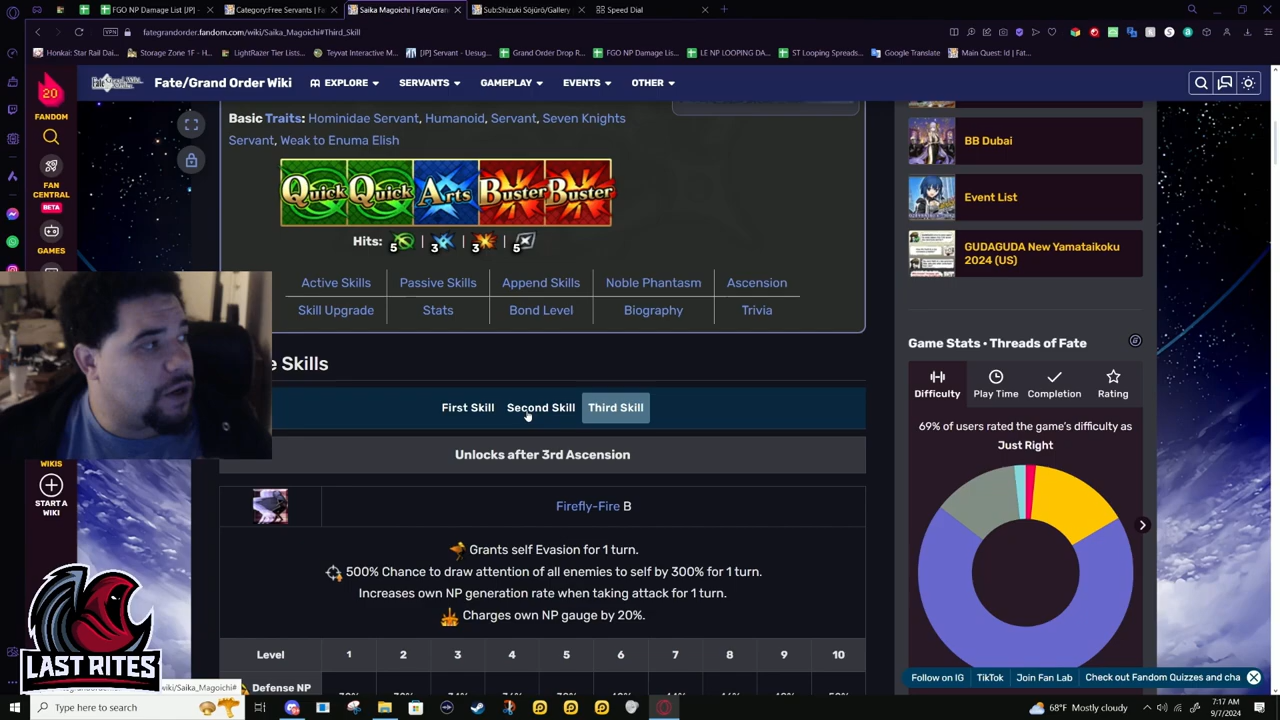 FGO NP Damage List [JP] -
Category:Free Servants | Fat
Saika Magoichi | Fate/Gran
Sub:Shizuki Sōjūrō/Gallery
Speed Dial
VPN
fategrandorder.fandom.com/wiki/Saika_Magoichi#Third_Skill
Honkai: Star Rail Dai...
Storage Zone 1F - H...
LightRazer Tier Lists...
Teyvat Interactive M...
[JP] Servant - Uesug...
Grand Order Drop R...
FGO NP Damage Lis...
LE NP LOOPING DA...
ST Looping Spreads...
Google Translate
Main Quest: Id | Fat...
20
FANDOM
Fate/Grand Order Wiki
EXPLORE
SERVANTS
GAMEPLAY
EVENTS
OTHER
FAN
CENTRAL
BETA
GAMES
WIKIS
START A
WIKI
Basic Traits: Hominidae Servant, Humanoid, Servant, Seven Knights
Servant, Weak to Enuma Elish
Quick Quick Arts Buster Buster
Hits: 5 | 3 | 3 | 5
Active Skills Passive Skills Append Skills Noble Phantasm Ascension
Skill Upgrade Stats Bond Level Biography Trivia
e Skills
First Skill Second Skill Third Skill
Unlocks after 3rd Ascension
Firefly-Fire B
Grants self Evasion for 1 turn.
500% Chance to draw attention of all enemies to self by 300% for 1 turn.
Increases own NP generation rate when taking attack for 1 turn.
Charges own NP gauge by 20%.
Level 1 2 3 4 5 6 7 8 9 10
Defense NP
BB Dubai
Event List
GUDAGUDA New Yamataikoku
2024 (US)
Game Stats • Threads of Fate
Difficulty Play Time Completion Rating
69% of users rated the game's difficulty as
Just Right
Follow on IG TikTok Join Fan Lab out Fandom Quizzes and cha
LAST RITES
wiki/Saika_Magoichi#
Type here to search
68°F Mostly cloudy
7:17 AM
9/7/2024